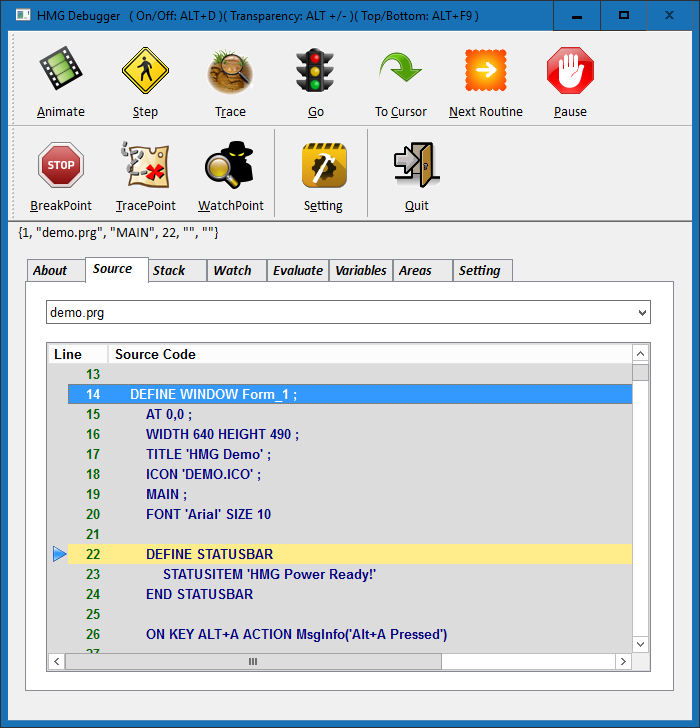 HMG Debugger ( On/Off: ALT+D )( Transparency: ALT +/- )( Top/Bottom: ALT+F9 )
Animate Step Trace Go To Cursor Next Routine Pause
STOP
BreakPoint TracePoint WatchPoint Setting Quit
{1, "demo.prg", "MAIN", 22, "", ""}
About Source Stack Watch Evaluate Variables Areas Setting
demo.prg
Line Source Code
13
14 DEFINE WINDOW Form_1 ;
15 AT 0,0 ;
16 WIDTH 640 HEIGHT 490 ;
17 TITLE 'HMG Demo' ;
18 ICON 'DEMO.ICO' ;
19 MAIN ;
20 FONT 'Arial' SIZE 10
21
22 DEFINE STATUSBAR
23 STATUSITEM 'HMG Power Ready!'
24 END STATUSBAR
25
26 ON KEY ALT+A ACTION MsgInfo('Alt+A Pressed')